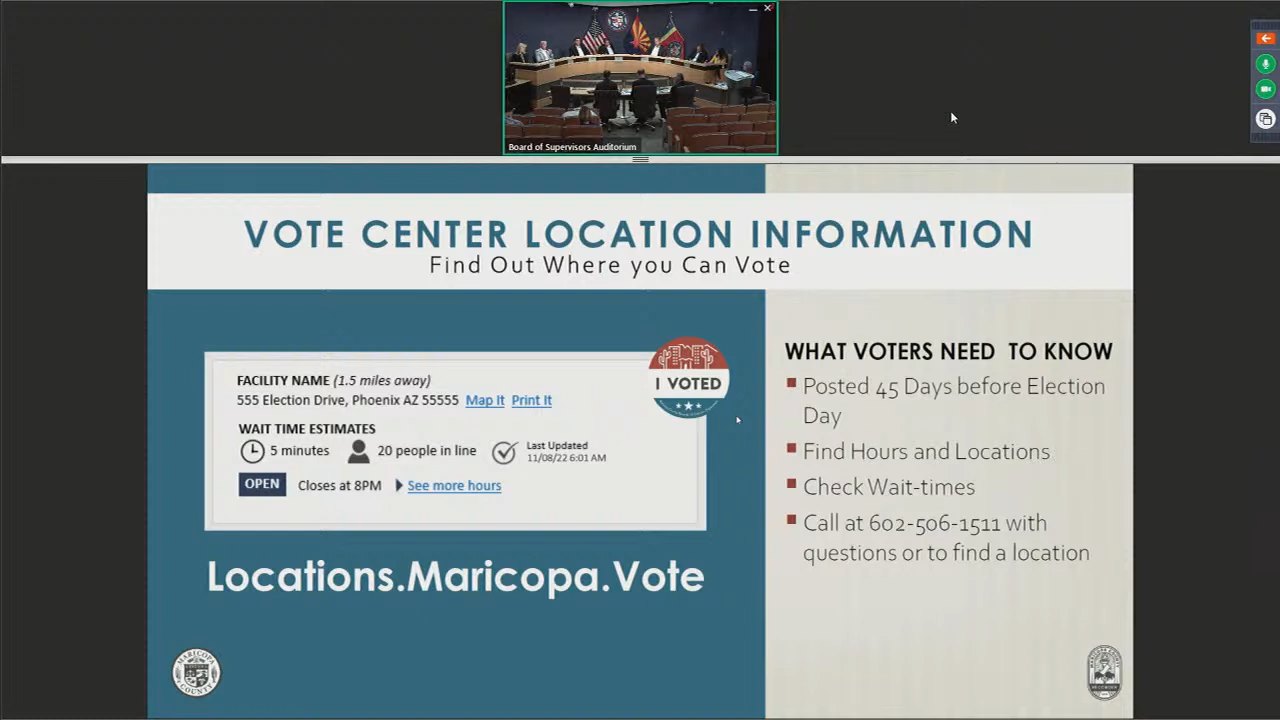 Board of Supervisors Auditorium
VOTE CENTER LOCATION INFORMATION
Find Out Where you Can Vote
FACILITY NAME (1.5 miles away)
555 Election Drive, Phoenix AZ 55555 Map It Print It
WAIT TIME ESTIMATES
5 minutes 20 people in line Last Updated
11/08/22 6:01 AM
OPEN Closes at 8PM See more hours
I VOTED
Locations.Maricopa.Vote
WHAT VOTERS NEED TO KNOW
Posted 45 Days before Election
Day
Find Hours and Locations
Check Wait-times
Call at 602-506-1511 with
questions or to find a location
MARICOPA
COUNTY